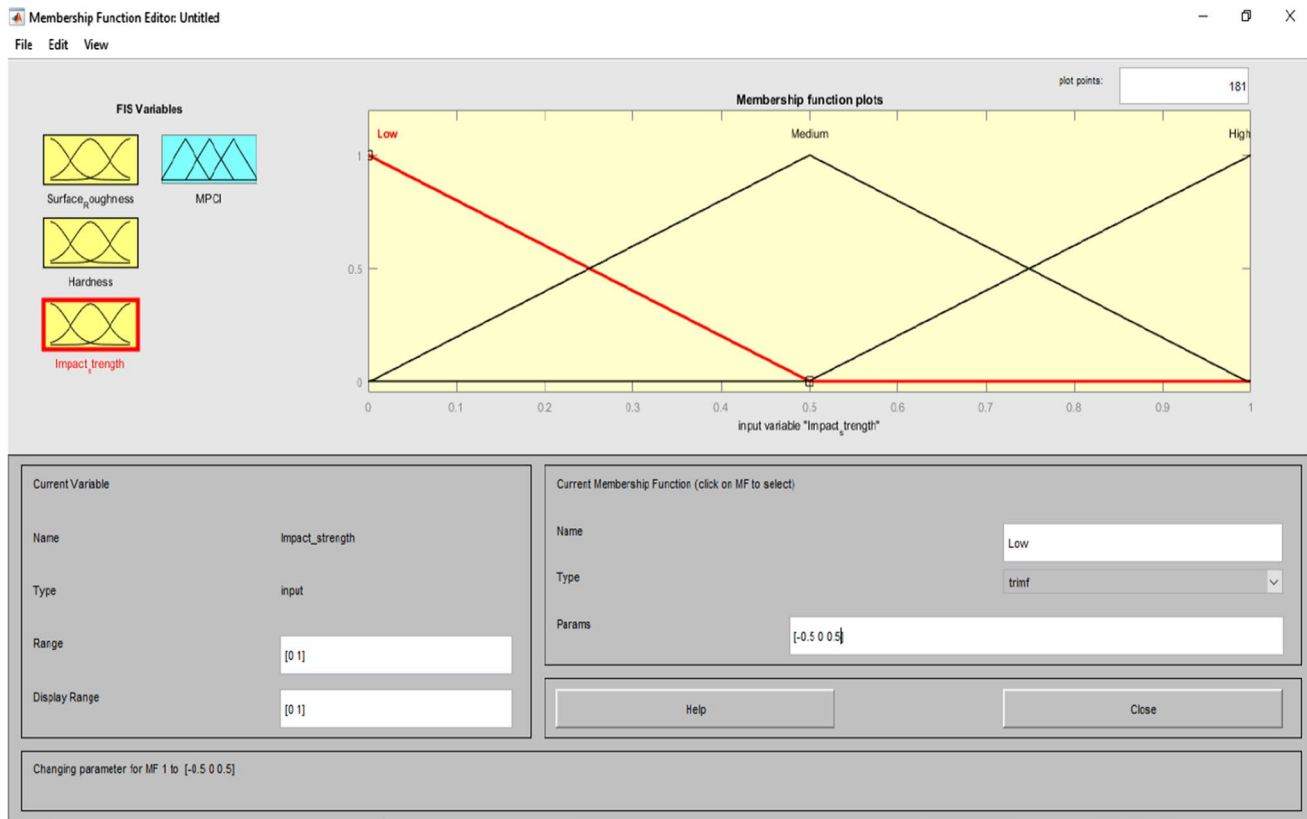 Membership Function Editor: Untitled
File Edit View
plot points: 181
FIS Variables
Membership function plots
Surface_Roughness
MPCI
Hardness
Impact_strength
Low
Medium
High
1
0.5
0
0 0.1 0.2 0.3 0.4 0.5 0.6 0.7 0.8 0.9 1
input variable "Impact_strength"
Current Variable
Name Impact_strength
Type input
Range [0 1]
Display Range [0 1]
Current Membership Function (click on MF to select)
Name Low
Type trimf
Params [-0.5 0 0.5]
Help Close
Changing parameter for MF 1 to [-0.5 0 0.5]